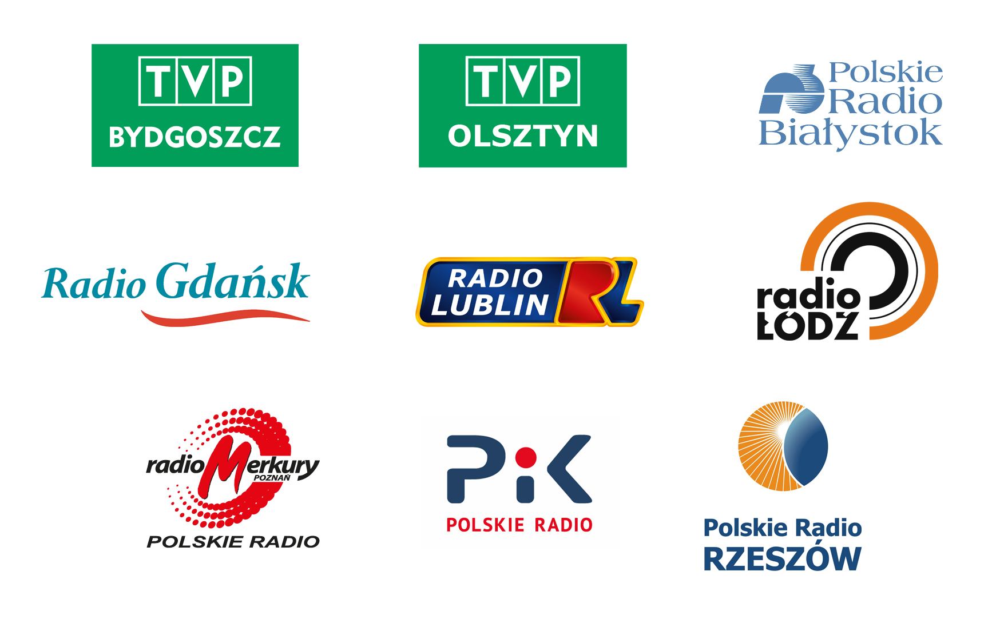 TVP
BYDGOSZCZ
TVP
OLSZTYN
Polskie
Radio
Białystok
Radio Gdańsk
RADIO
LUBLIN
RL
radio
ŁÓDŹ
radio Merkury
POZNAŃ
POLSKIE RADIO
PiK
POLSKIE RADIO
Polskie Radio
RZESZÓW